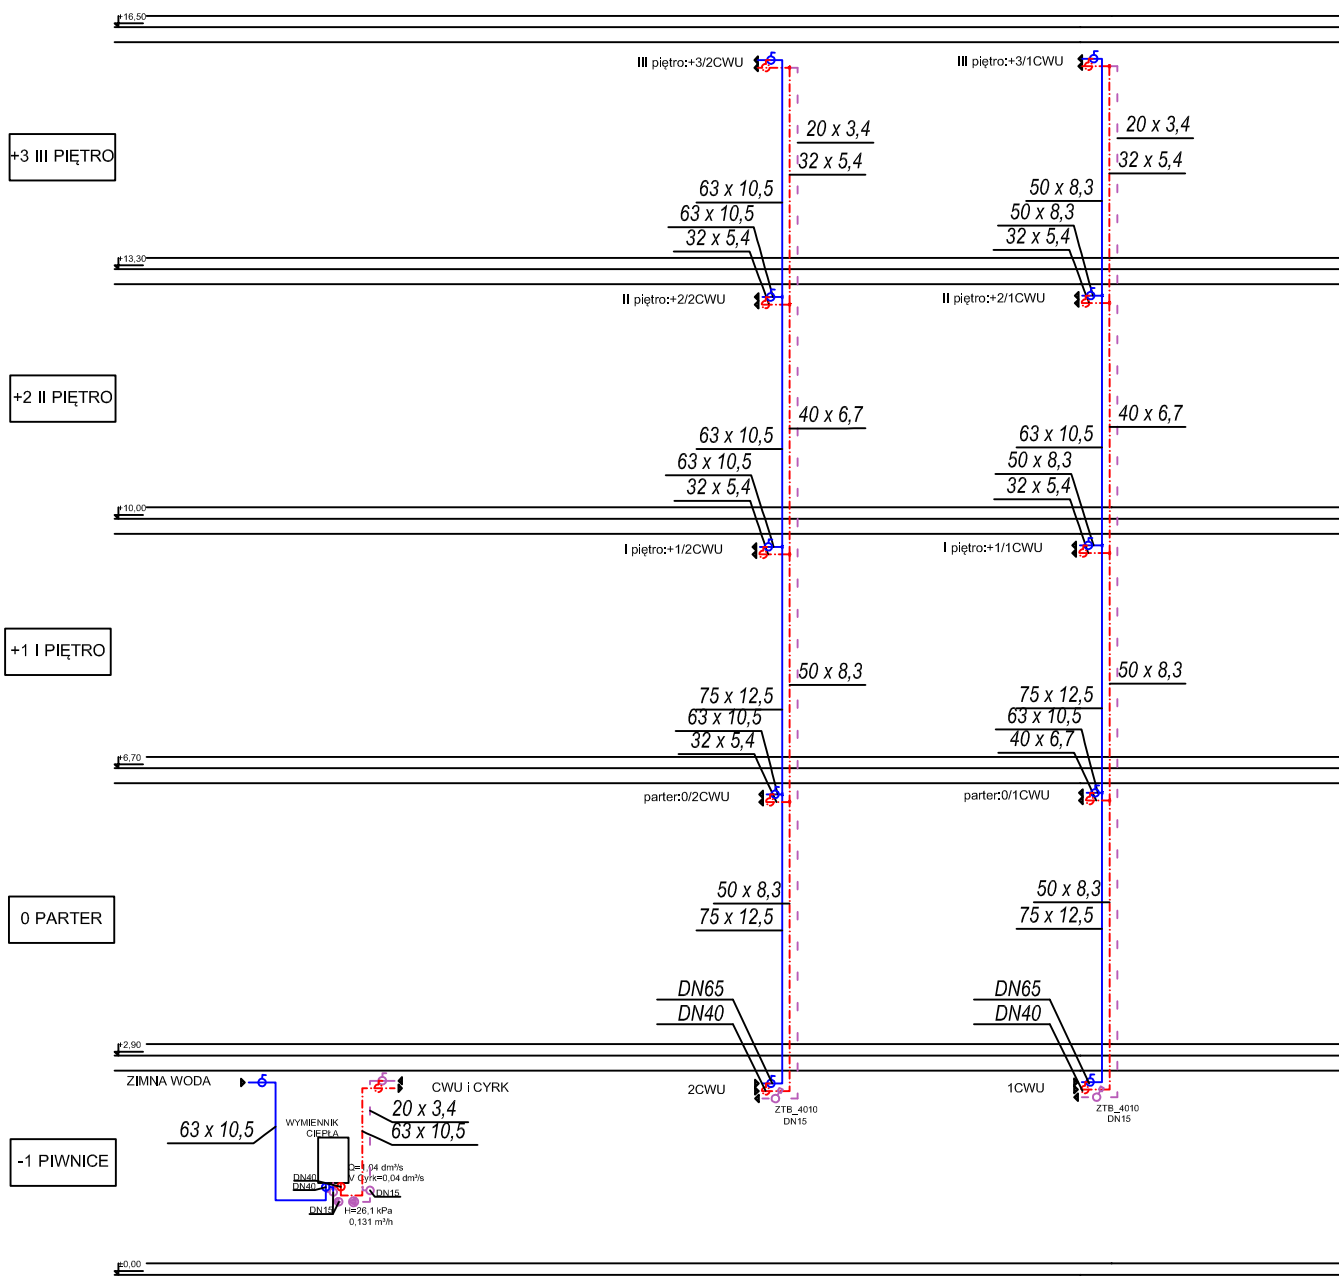 +16,50
III piętro:+3/2CWU
III piętro:+3/1CWU
20 x 3,4
20 x 3,4
+3 III PIĘTRO
32 x 5,4
32 x 5,4
63 x 10,5
50 x 8,3
63 x 10,5
50 x 8,3
32 x 5,4
32 x 5,4
+13,30
II piętro:+2/2CWU
II piętro:+2/1CWU
+2 II PIĘTRO
40 x 6,7
40 x 6,7
63 x 10,5
63 x 10,5
63 x 10,5
50 x 8,3
32 x 5,4
32 x 5,4
+10,00
I piętro:+1/2CWU
I piętro:+1/1CWU
+1 I PIĘTRO
50 x 8,3
50 x 8,3
75 x 12,5
75 x 12,5
63 x 10,5
63 x 10,5
32 x 5,4
40 x 6,7
+6,70
parter:0/2CWU
parter:0/1CWU
50 x 8,3
50 x 8,3
0 PARTER
75 x 12,5
75 x 12,5
DN65
DN65
DN40
DN40
+2,90
ZIMNA WODA
CWU i CYRK
2CWU
1CWU
ZTB_4010
DN15
ZTB_4010
DN15
20 x 3,4
63 x 10,5
WYMIENNIK
CIEPŁA
63 x 10,5
-1 PIWNICE
Q=1,04 dm³/s
DN40
V Cyrk=0,04 dm³/s
DN40
DN15
DN15
H=26,1 kPa
0,131 m³/h
±0,00